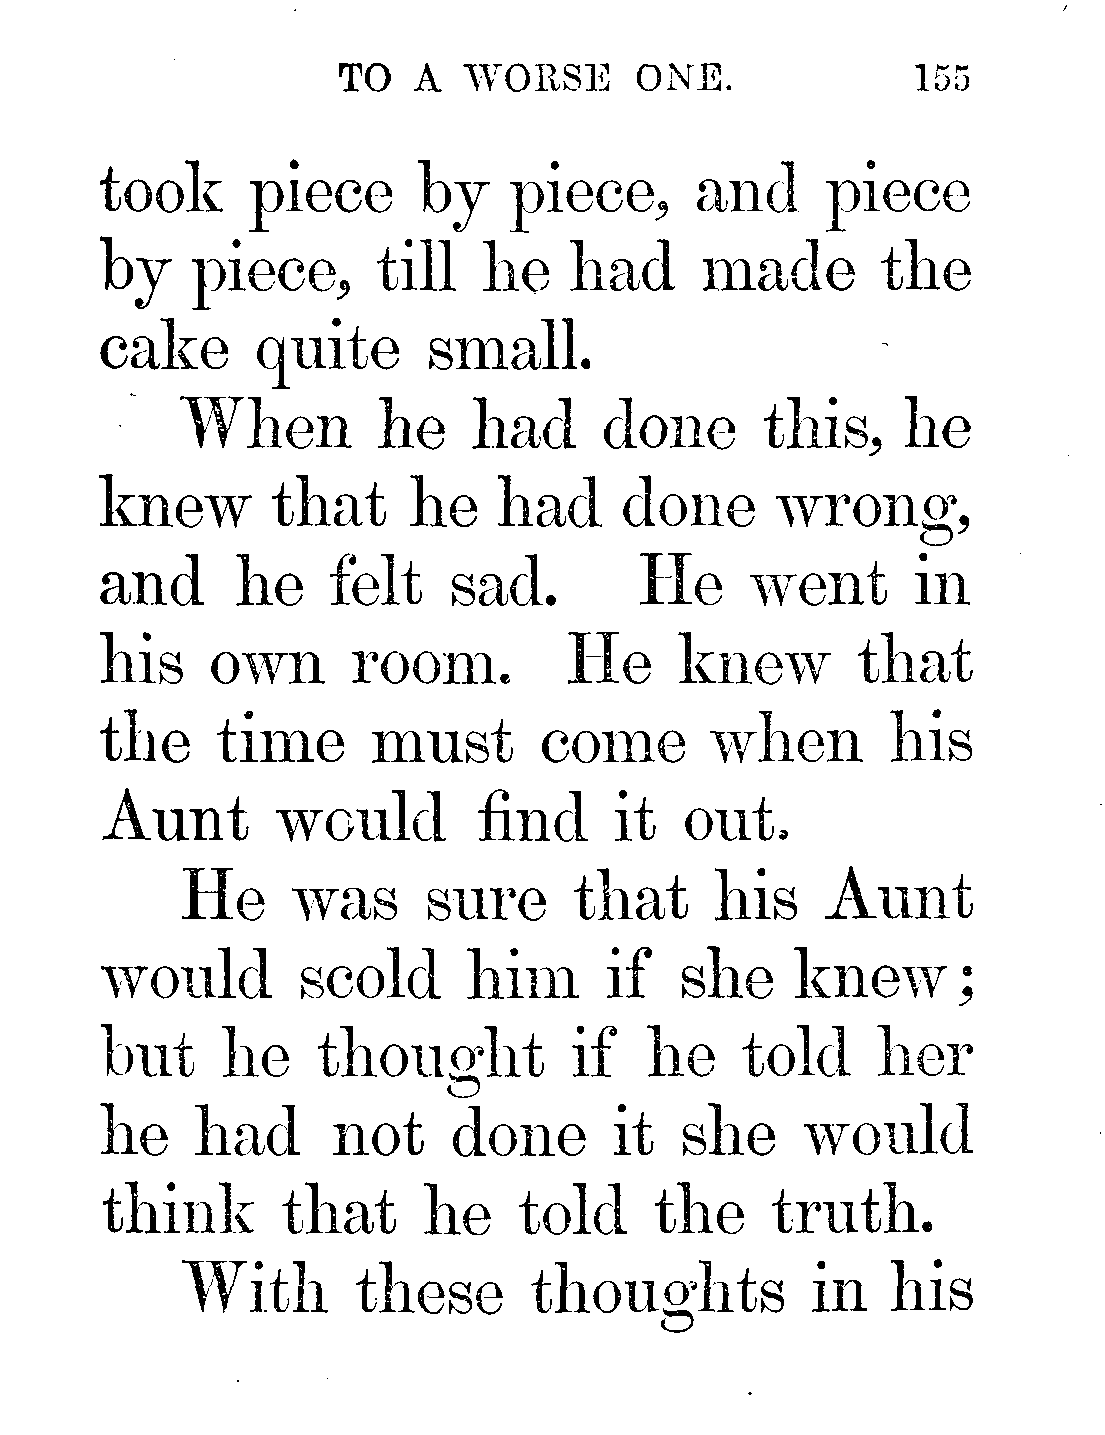 TO A WORSE ONE. 155
took piece by piece, and piece
by piece, till he had made the
cake quite small.
When he had done this, he
knew that he had done wrong,
and he felt sad. He went in
his own room. He knew that
the time must come when his
Aunt would find it out.
He was sure that his Aunt
would scold him if she knew;
but he thought if he told her
he had not done it she would
think that he told the truth.
With these thoughts in his